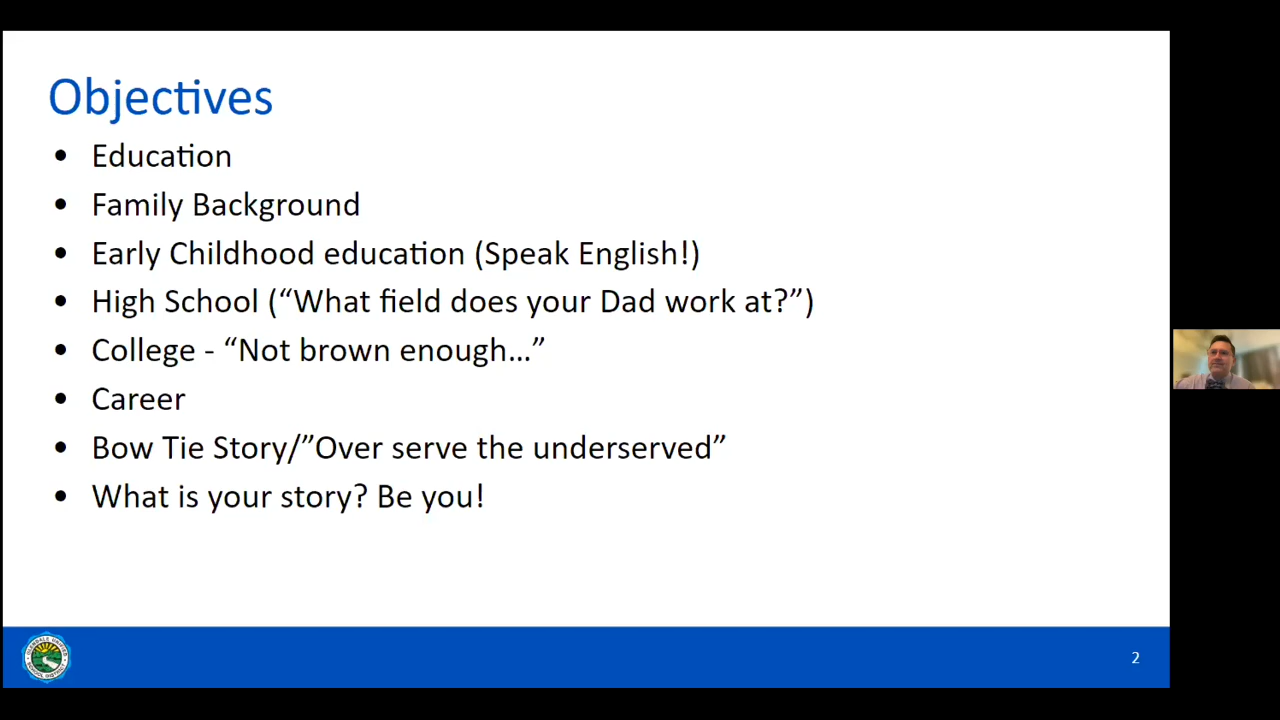 Objectives
• Education
• Family Background
• Early Childhood education (Speak English!)
• High School (“What field does your Dad work at?”)
• College - “Not brown enough…”
• Career
• Bow Tie Story/”Over serve the underserved”
• What is your story? Be you!
2